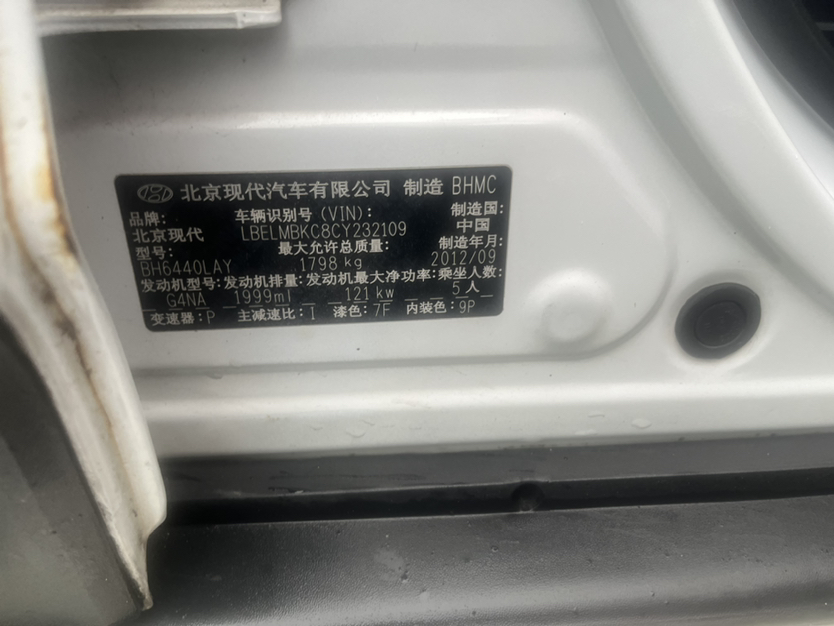 北京现代汽车有限公司 制造 BHMC
品牌: 车辆识别号(VIN): 制造国:
北京现代 LBELMBKC8CY232109 中国
型号: 最大允许总质量: 制造年月:
BH6440LAY 1798 kg 2012/09
发动机型号: 发动机排量: 发动机最大净功率: 乘坐人数:
G4NA 1999ml 121 kw 5 人
变速器: P 主减速比: I 漆色: 7F 内装色: 9P